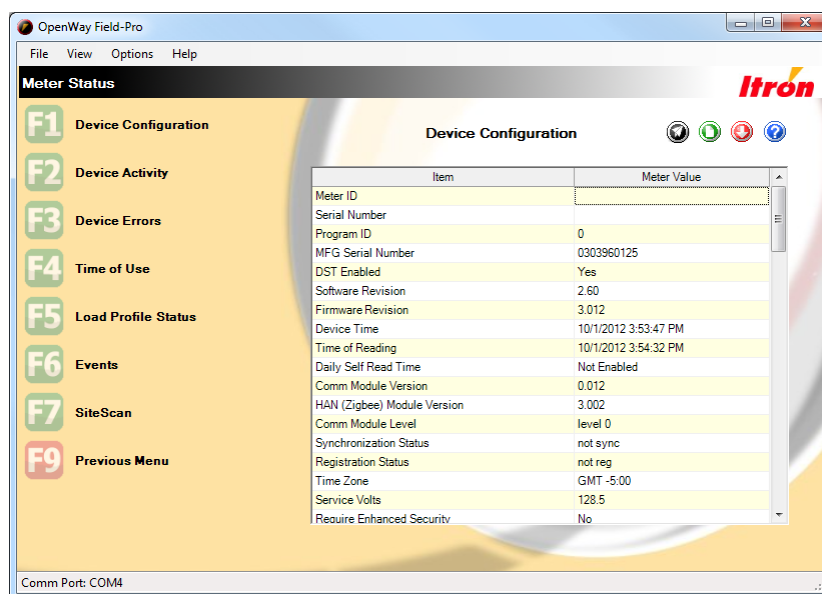 OpenWay Field-Pro
File View Options Help
Meter Status
Itron
F1 Device Configuration
F2 Device Activity
F3 Device Errors
F4 Time of Use
F5 Load Profile Status
F6 Events
F7 SiteScan
F9 Previous Menu
Device Configuration
Item Meter Value
Meter ID
Serial Number
Program ID 0
MFG Serial Number 0303960125
DST Enabled Yes
Software Revision 2.60
Firmware Revision 3.012
Device Time 10/1/2012 3:53:47 PM
Time of Reading 10/1/2012 3:54:32 PM
Daily Self Read Time Not Enabled
Comm Module Version 0.012
HAN (Zigbee) Module Version 3.002
Comm Module Level level 0
Synchronization Status not sync
Registration Status not reg
Time Zone GMT -5:00
Service Volts 128.5
Require Enhanced Security No
Comm Port: COM4